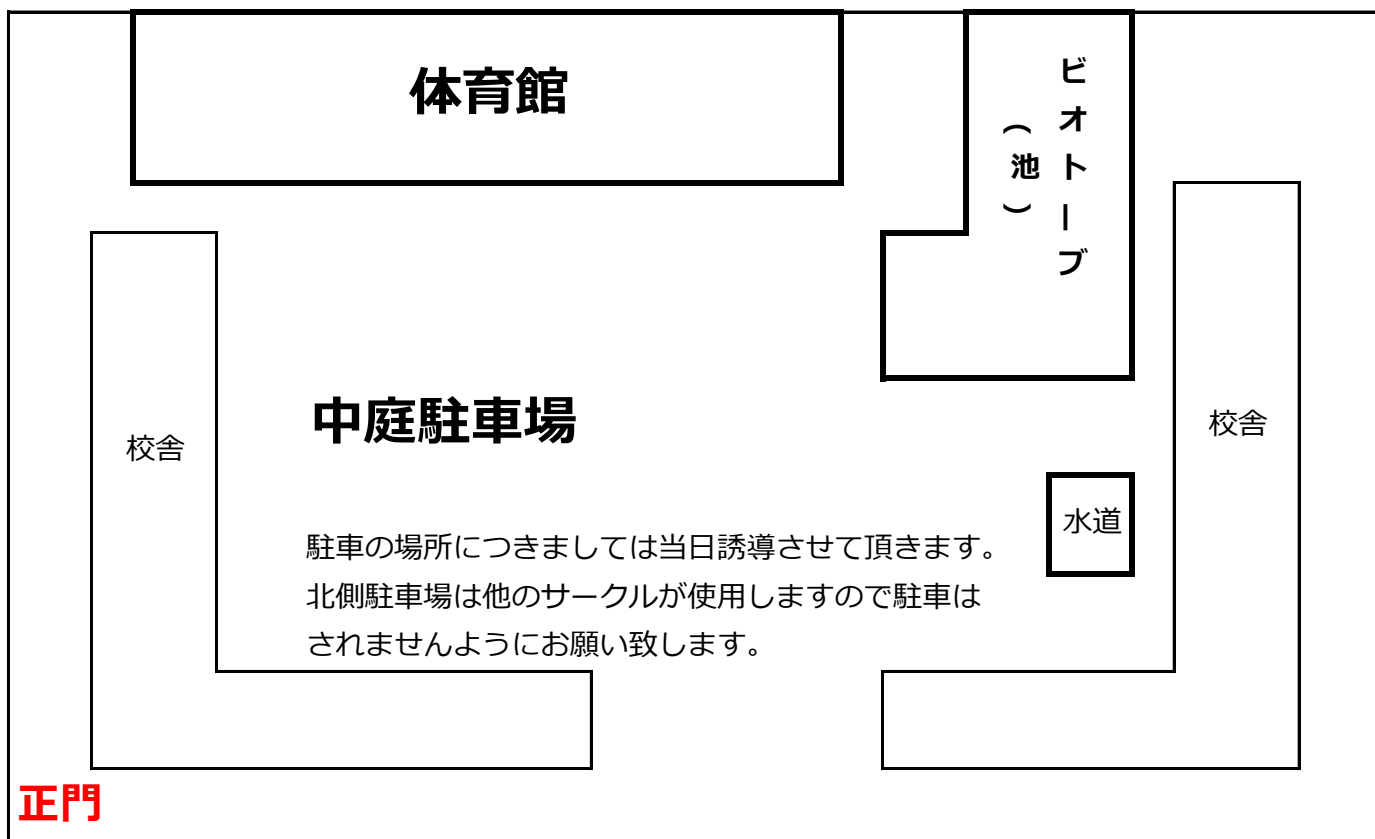 体育館
ビオトーブ
（池）
中庭駐車場
校舎
校舎
水道
駐車の場所につきましては当日誘導させて頂きます。
北側駐車場は他のサークルが使用しますので駐車は
されませんようにお願い致します。
正門